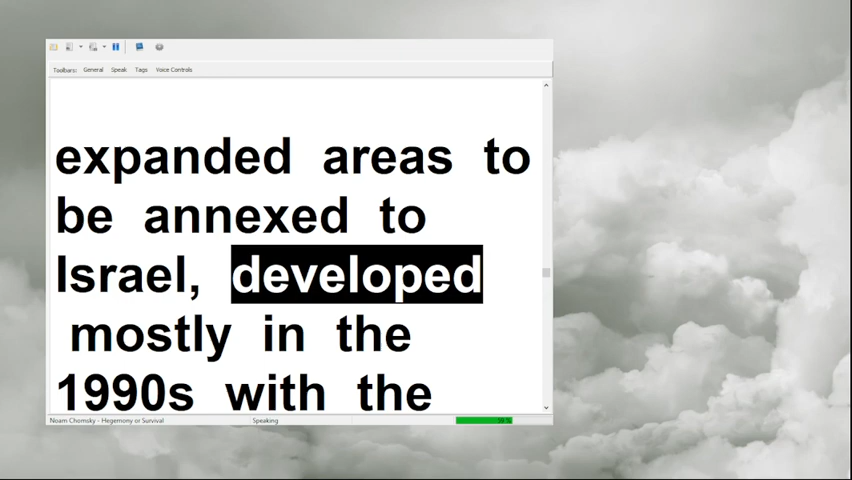 Toolbars: General Speak Tags Voice Controls
expanded areas to
be annexed to
Israel, developed
mostly in the
1990s with the
Noam Chomsky - Hegemony or Survival Speaking 59 %